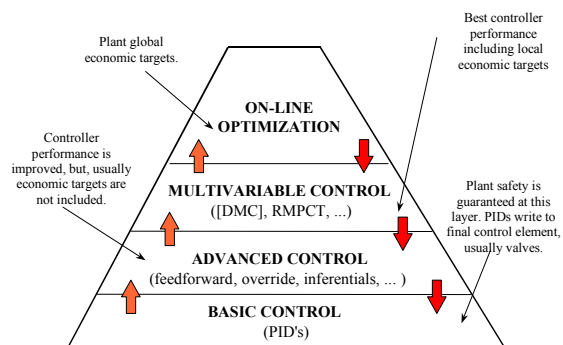 Plant global
economic targets.
Best controller
performance
including local
economic targets
ON-LINE
OPTIMIZATION
Controller
performance is
improved, but, usually
economic targets are
not included.
MULTIVARIABLE CONTROL
([DMC], RMPCT, ...)
Plant safety is
guaranteed at this
layer. PIDs write to
final control element,
usually valves.
ADVANCED CONTROL
(feedforward, override, inferentials, ... )
BASIC CONTROL
(PID's)